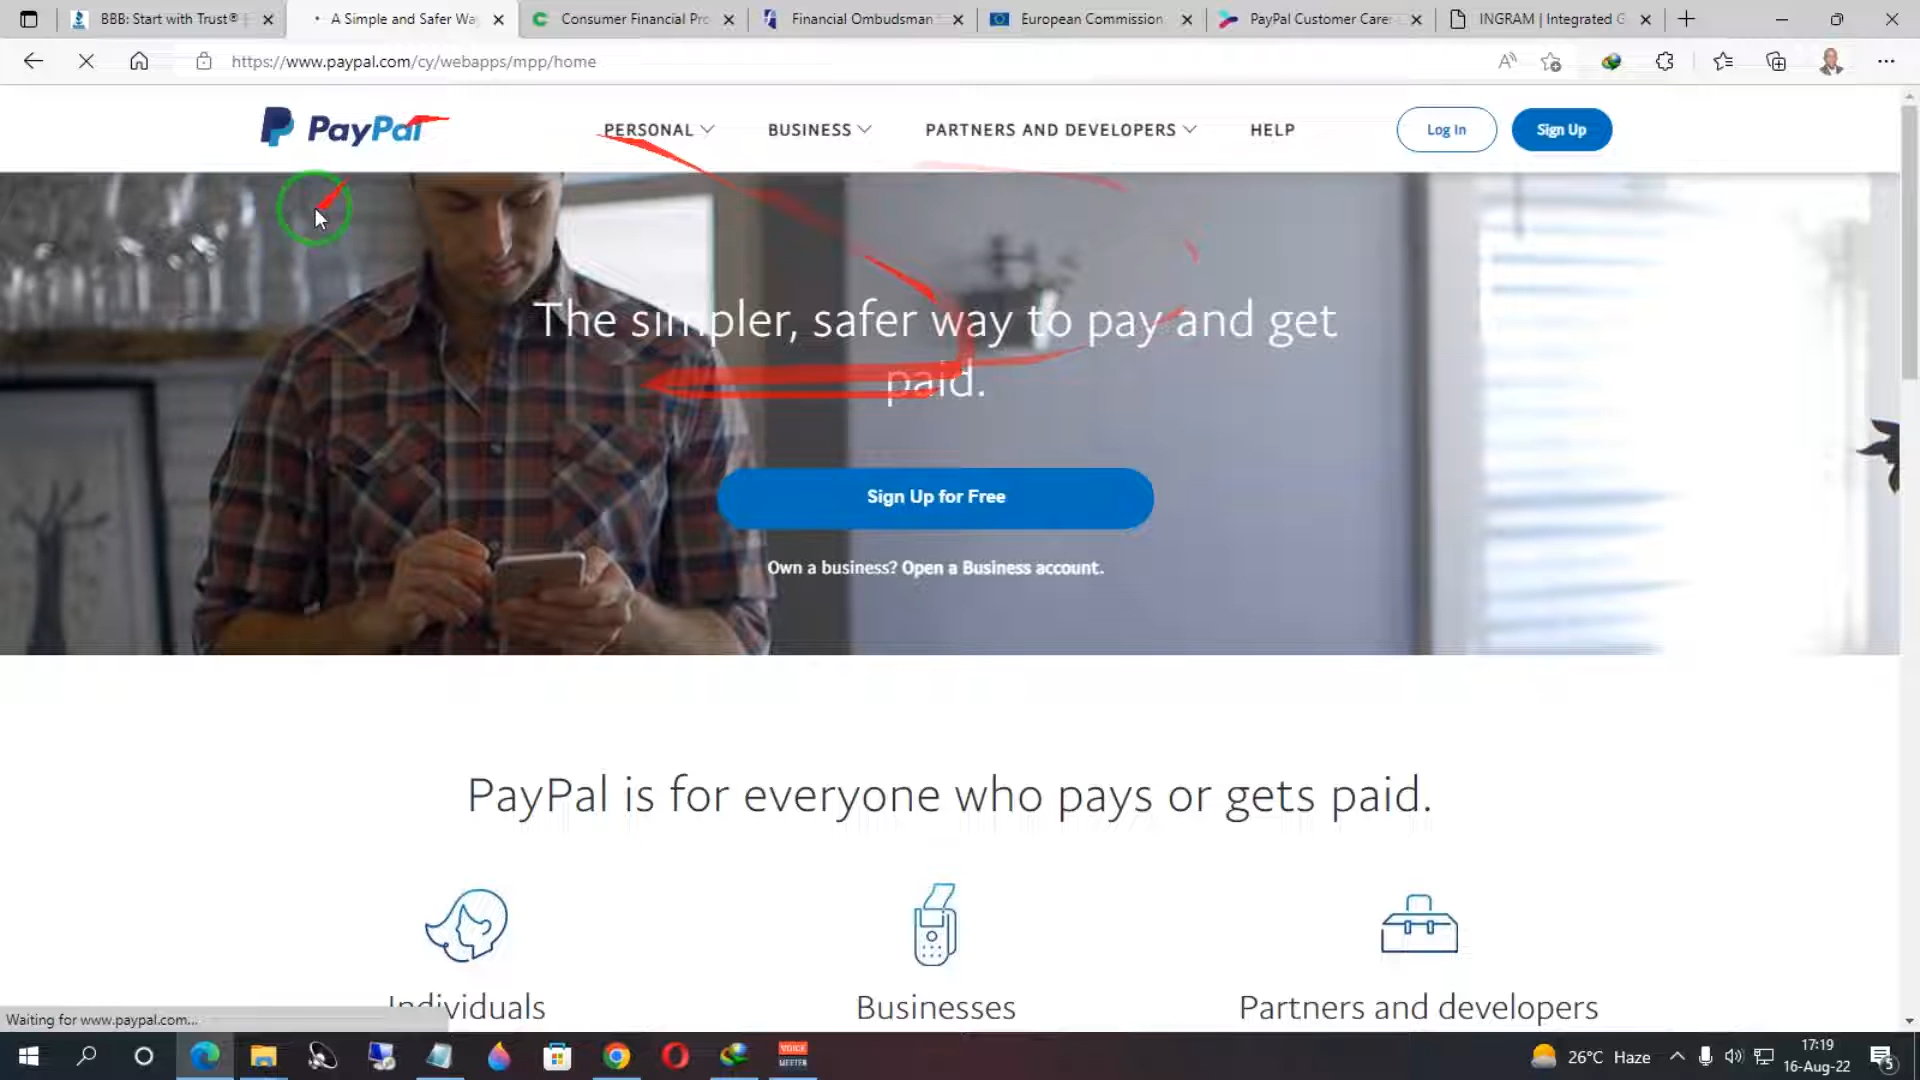 BBB: Start with Trust®
A Simple and Safer Wa
Consumer Financial Pro
Financial Ombudsman
European Commission
PayPal Customer Care
INGRAM | Integrated G
https://www.paypal.com/cy/webapps/mpp/home
PayPal
PERSONAL
BUSINESS
PARTNERS AND DEVELOPERS
HELP
Log In
Sign Up
The simpler, safer way to pay and get
paid.
Sign Up for Free
Own a business? Open a Business account.
PayPal is for everyone who pays or gets paid.
Individuals
Businesses
Partners and developers
Waiting for www.paypal.com...
VOICE
MEETER
26°C Haze
17:19
16-Aug-22
5